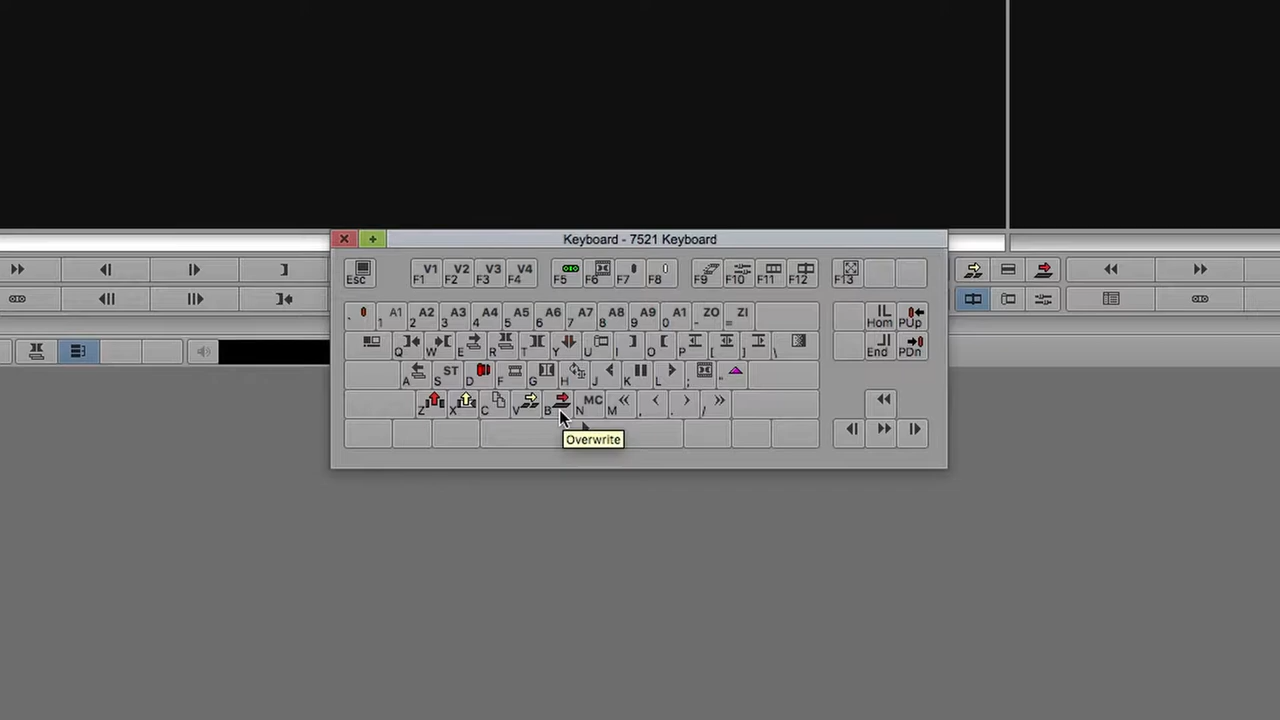 Keyboard - 7521 Keyboard
Esc V1 F1 V2 F2 V3 F3 V4 F4 F5 F6 F7 F8 F9 F10 F11 F12 F13
` 1 A1 2 A2 3 A3 4 A4 5 A5 6 A6 7 A7 8 A8 9 A9 0 A1 - ZO = ZI Hom PUp
Q W E R T Y U I O P [ ] \ End PDn
A S ST D F G H J K L ; "
Z X C V B N MC M , . /
Overwrite